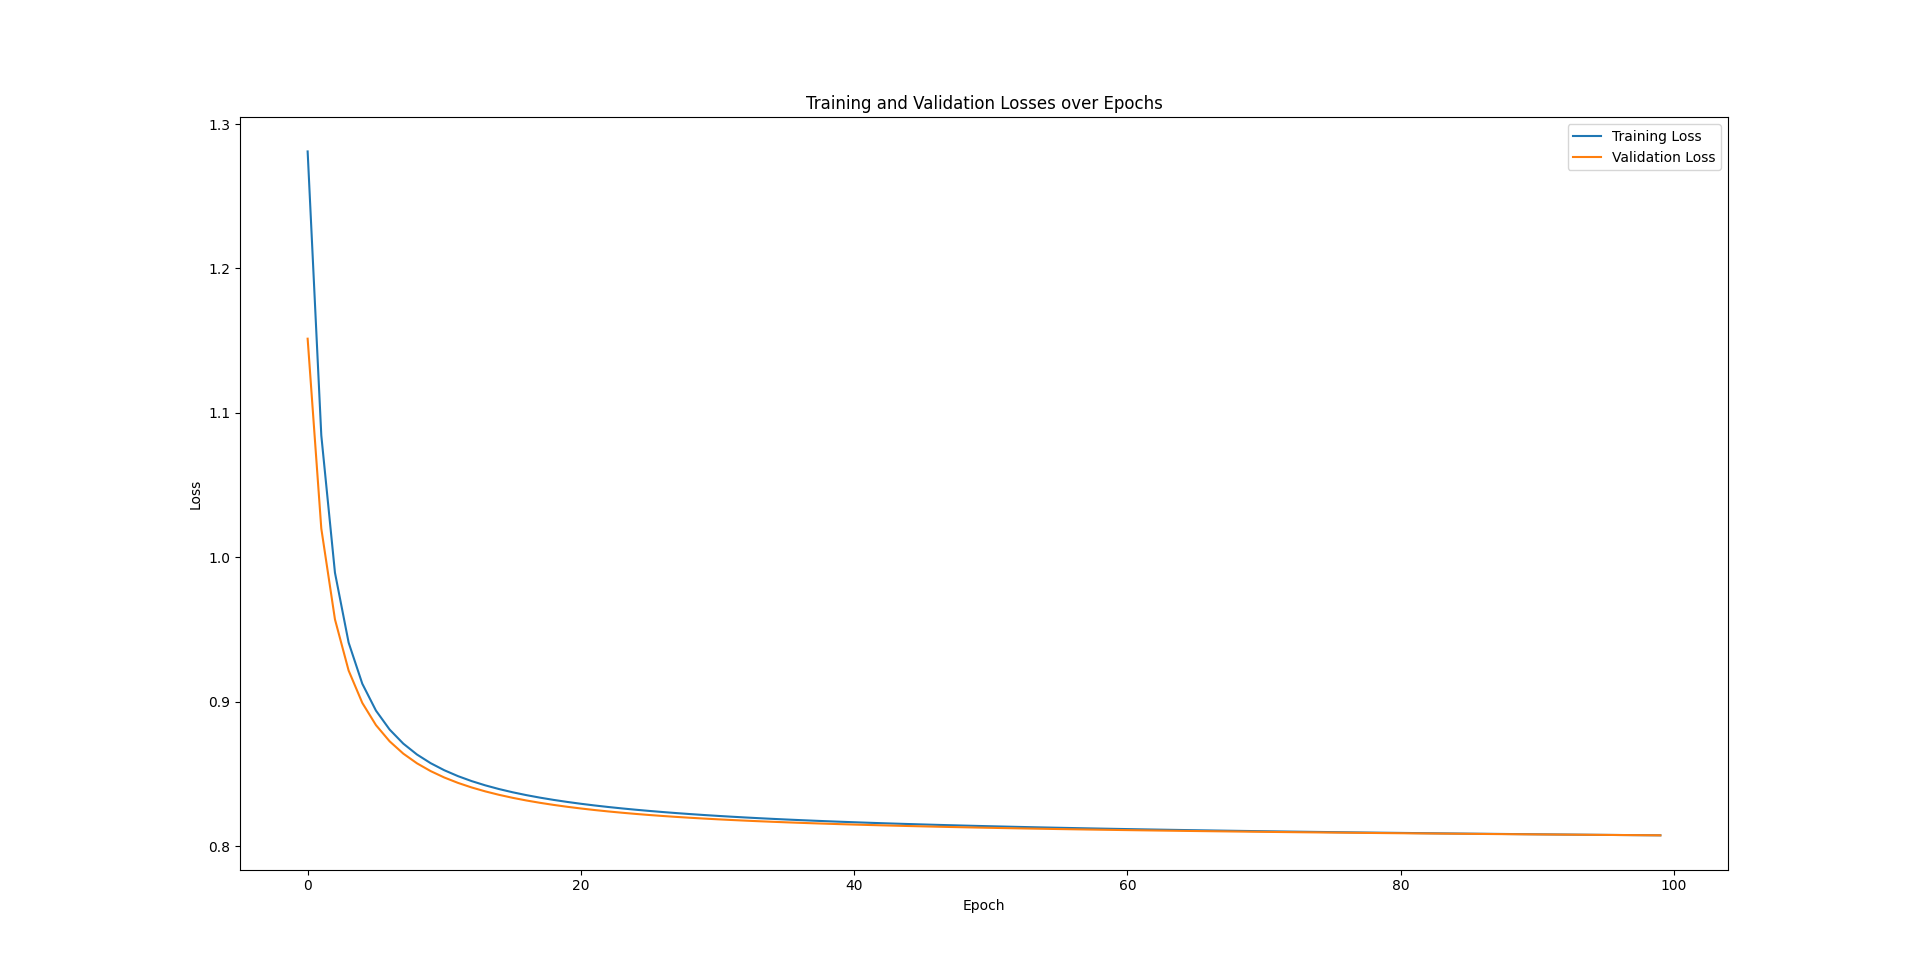 Training and Validation Losses over Epochs
Training Loss
Validation Loss
1.3
1.2
1.1
1.0
0.9
0.8
Loss
0 20 40 60 80 100
Epoch